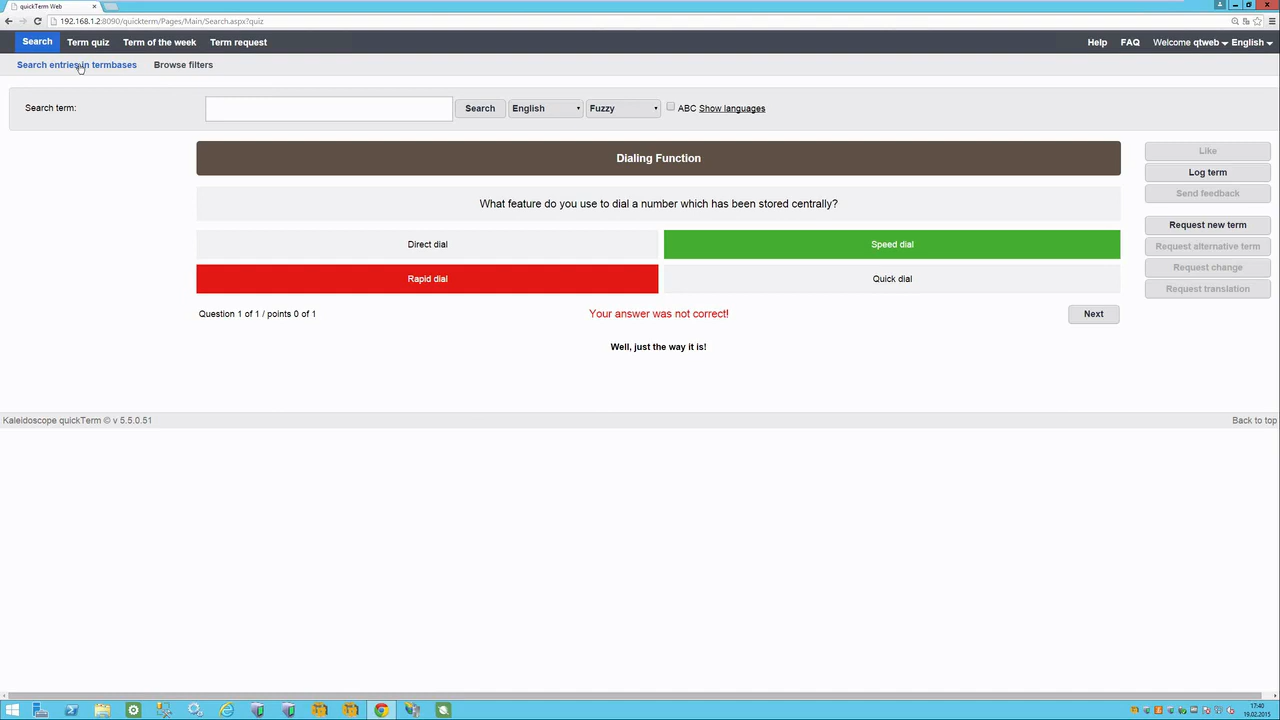 quickTerm Web
192.168.1.2:8090/quickterm/Pages/Main/Search.aspx?quiz
Search Term quiz Term of the week Term request Help FAQ Welcome qtweb English
Search entries in termbases Browse filters
Search term: Search English Fuzzy ABC Show languages
Dialing Function
Like
Log term
Send feedback
What feature do you use to dial a number which has been stored centrally?
Request new term
Direct dial Speed dial
Request alternative term
Request change
Rapid dial Quick dial
Request translation
Question 1 of 1 / points 0 of 1 Your answer was not correct! Next
Well, just the way it is!
Kaleidoscope quickTerm © v 5.5.0.51 Back to top
17:40
19.02.2015